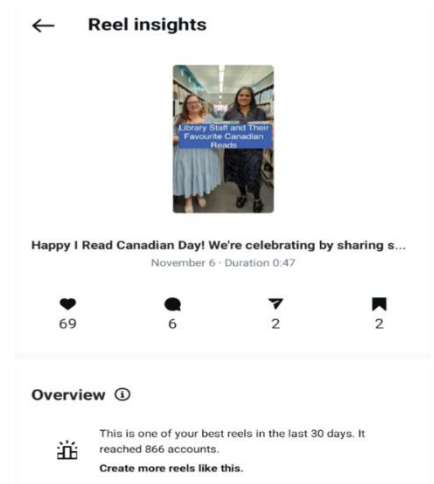 Reel insights
Library Staff and Their
Favourite Canadian
Reads
Happy I Read Canadian Day! We're celebrating by sharing s...
November 6 · Duration 0:47
69 6 2 2
Overview
This is one of your best reels in the last 30 days. It
reached 866 accounts.
Create more reels like this.